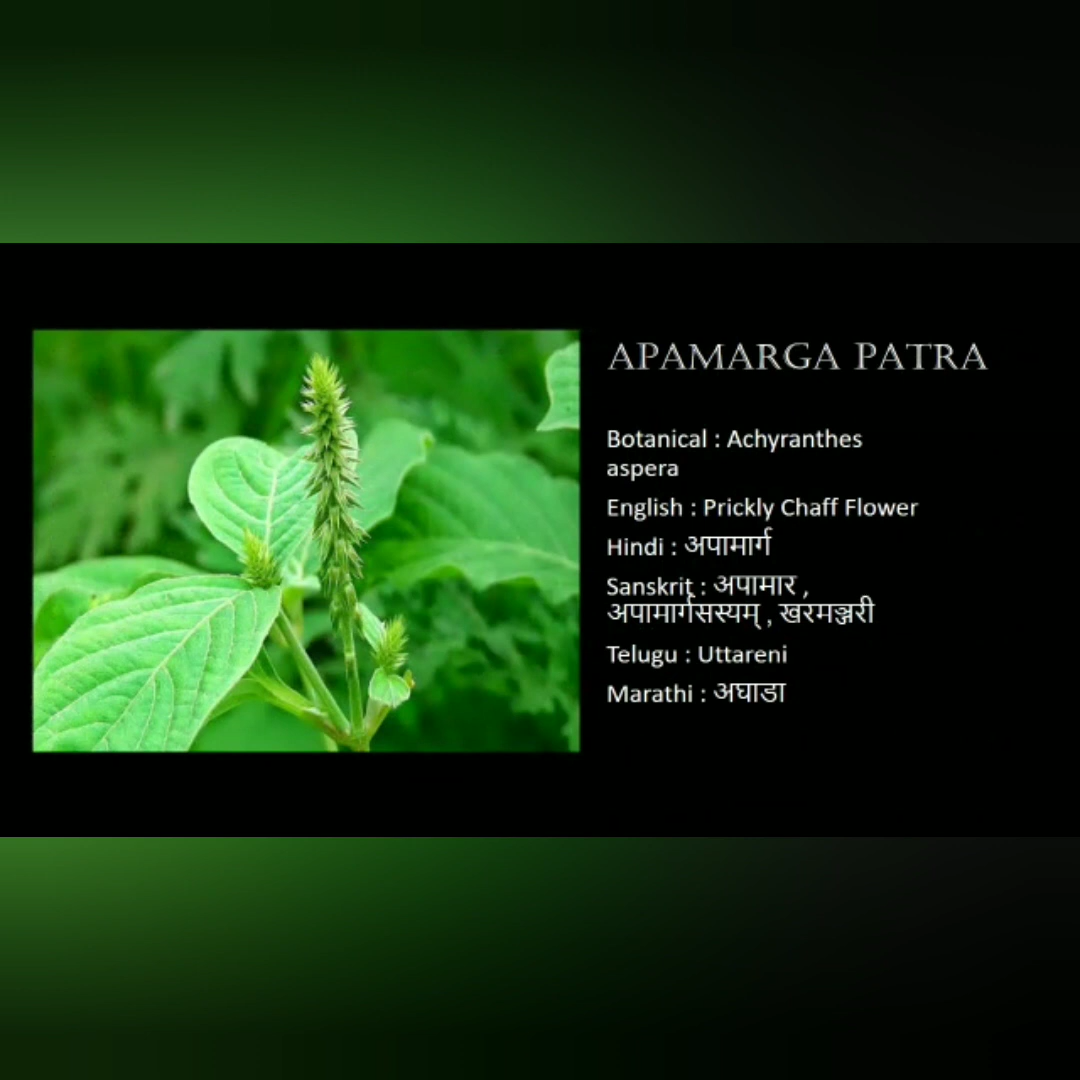 APAMARGA PATRA
Botanical : Achyranthes
aspera
English : Prickly Chaff Flower
Hindi : अपामार्ग
Sanskrit : अपामार ,
अपामार्गसस्यम् , खरमञ्जरी
Telugu : Uttareni
Marathi : अघाडा